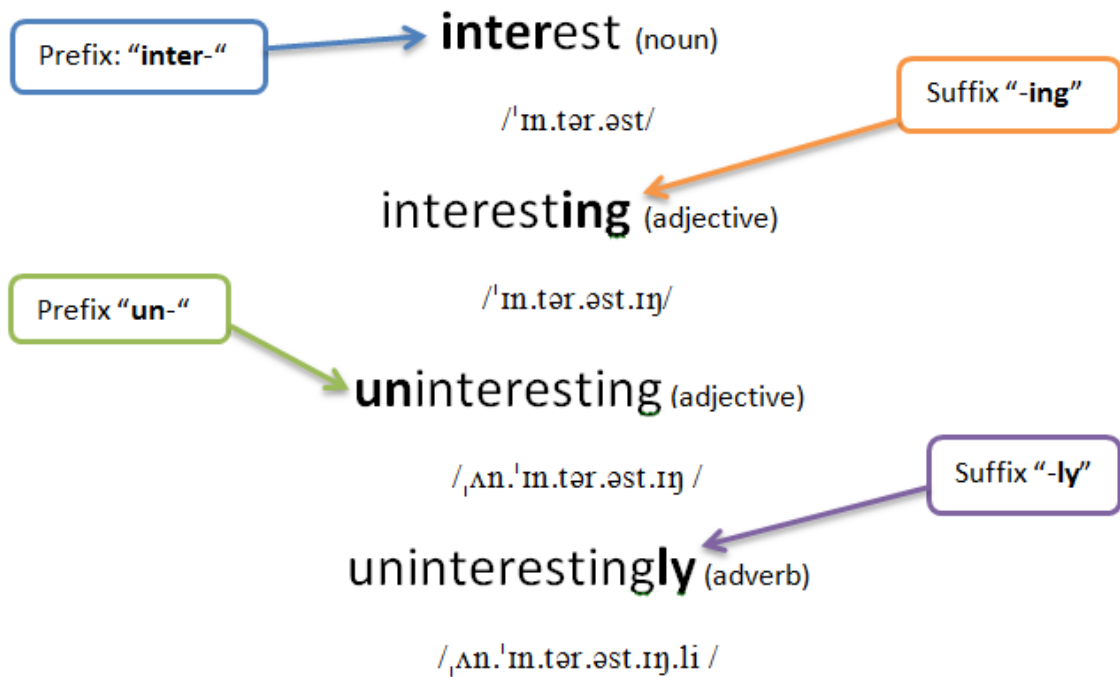 Prefix: “inter-“
interest (noun)
Suffix “-ing”
/ˈɪn.tər.əst/
interesting (adjective)
/ˈɪn.tər.əst.ɪŋ/
Prefix “un-“
uninteresting (adjective)
/ˌʌn.ˈɪn.tər.əst.ɪŋ /
Suffix “-ly”
uninterestingly (adverb)
/ˌʌn.ˈɪn.tər.əst.ɪŋ.li /